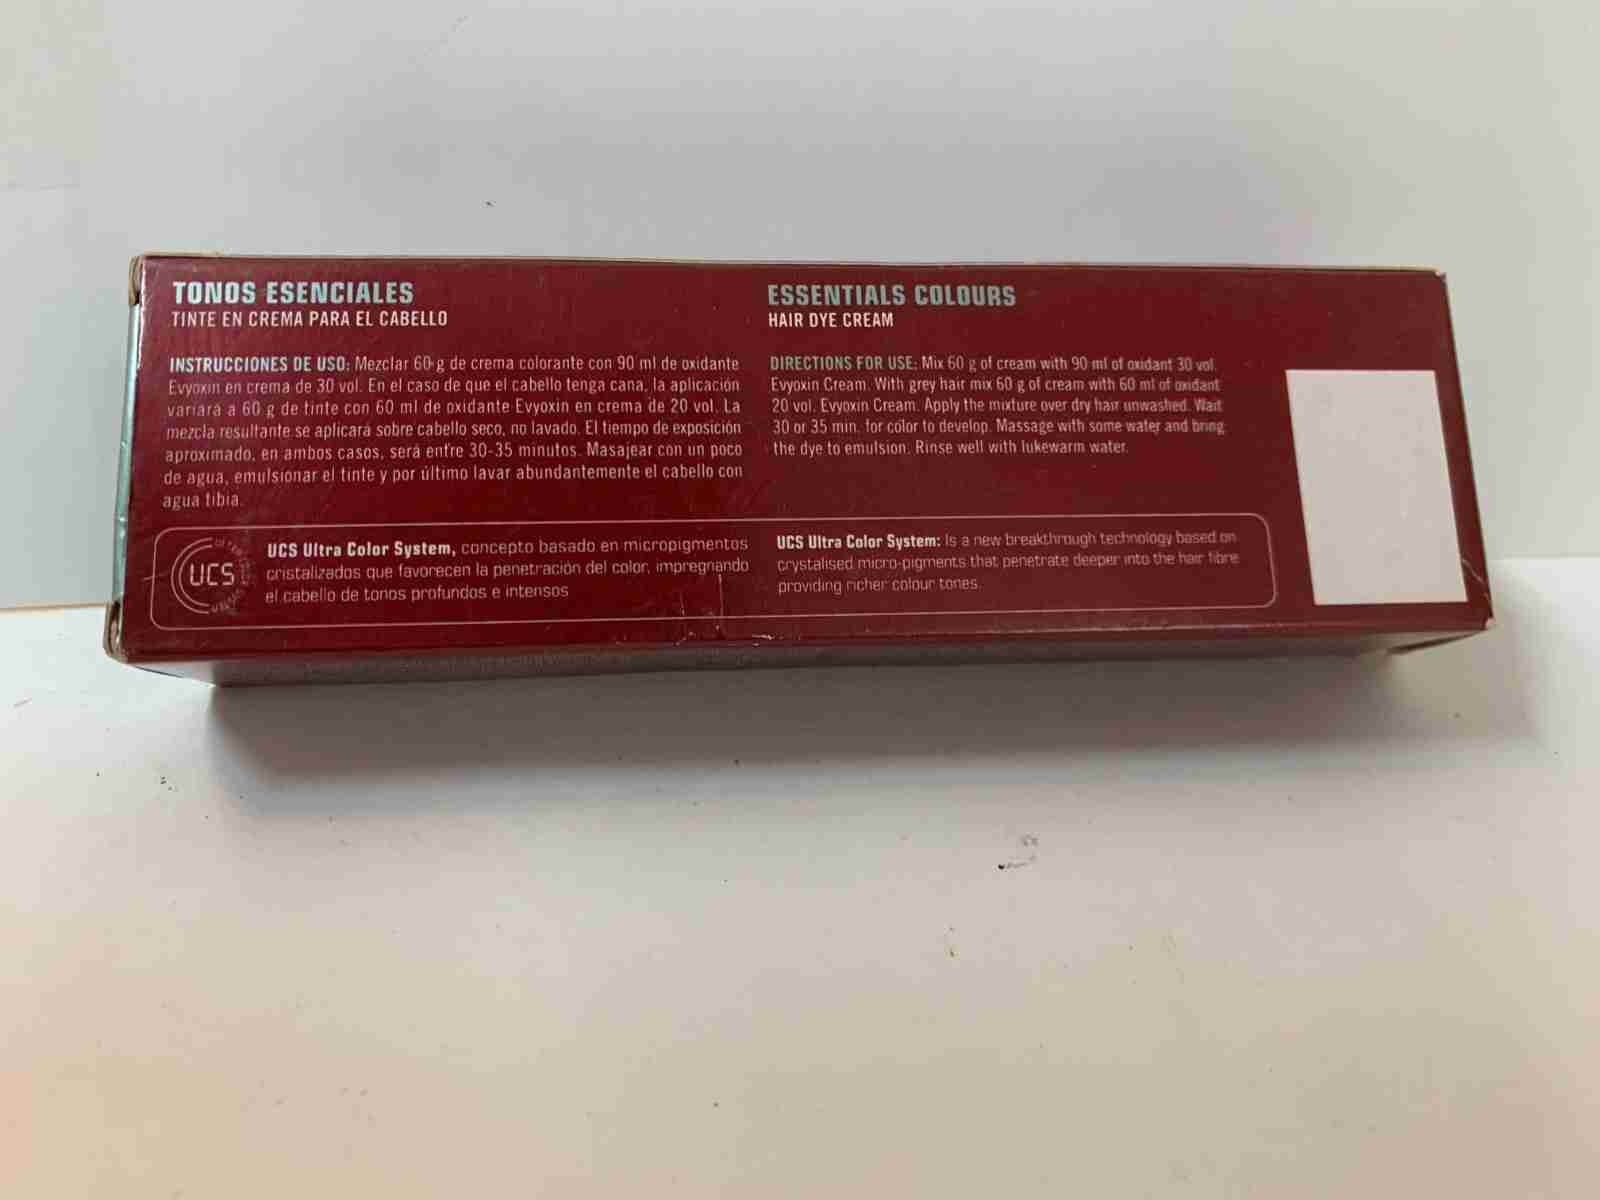 TONOS ESENCIALES
TINTE EN CREMA PARA EL CABELLO
INSTRUCCIONES DE USO: Mezclar 60 g de crema colorante con 90 ml de oxidante
Evyoxin en crema de 30 vol. En el caso de que el cabello tenga cana, la aplicación
variará a 60 g de tinte con 60 ml de oxidante Evyoxin en crema de 20 vol. La
mezcla resultante se aplicará sobre cabello seco, no lavado. El tiempo de exposición
aproximado, en ambos casos, será entre 30-35 minutos. Masajear con un poco
de agua, emulsionar el tinte y por último lavar abundantemente el cabello con
agua tibia.
ESSENTIALS COLOURS
HAIR DYE CREAM
DIRECTIONS FOR USE: Mix 60 g of cream with 90 ml of oxidant 30 vol.
Evyoxin Cream. With grey hair mix 60 g of cream with 60 ml of oxidant
20 vol. Evyoxin Cream. Apply the mixture over dry hair unwashed. Wait
30 or 35 min. for color to develop. Massage with some water and bring
the dye to emulsion. Rinse well with lukewarm water.
UCS
UCS Ultra Color System, concepto basado en micropigmentos
cristalizados que favorecen la penetración del color, impregnando
el cabello de tonos profundos e intensos
UCS Ultra Color System: Is a new breakthrough technology based on
crystalised micro-pigments that penetrate deeper into the hair fibre
providing richer colour tones.